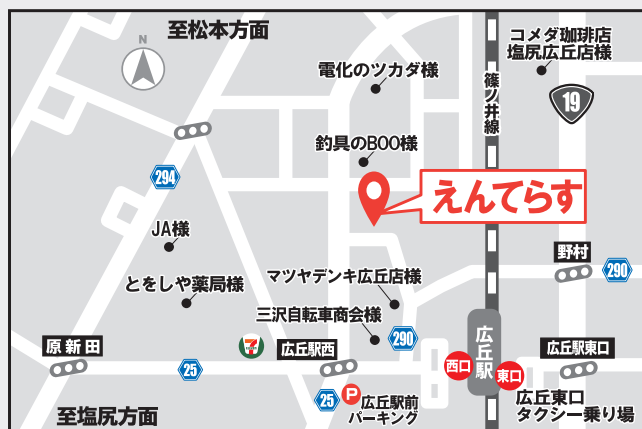 至松本方面
N
コメダ珈琲店
塩尻広丘店様
電化のツカダ様
篠ノ井線
19
釣具のBOO様
294
えんてらす
JA様
野村
290
とをしや薬局様
マツヤデンキ広丘店様
三沢自転車商会様
290
原新田
7
広丘駅西
広丘駅
広丘駅東口
25
西口
東口
至塩尻方面
25
P
広丘駅前
パーキング
広丘東口
タクシー乗り場